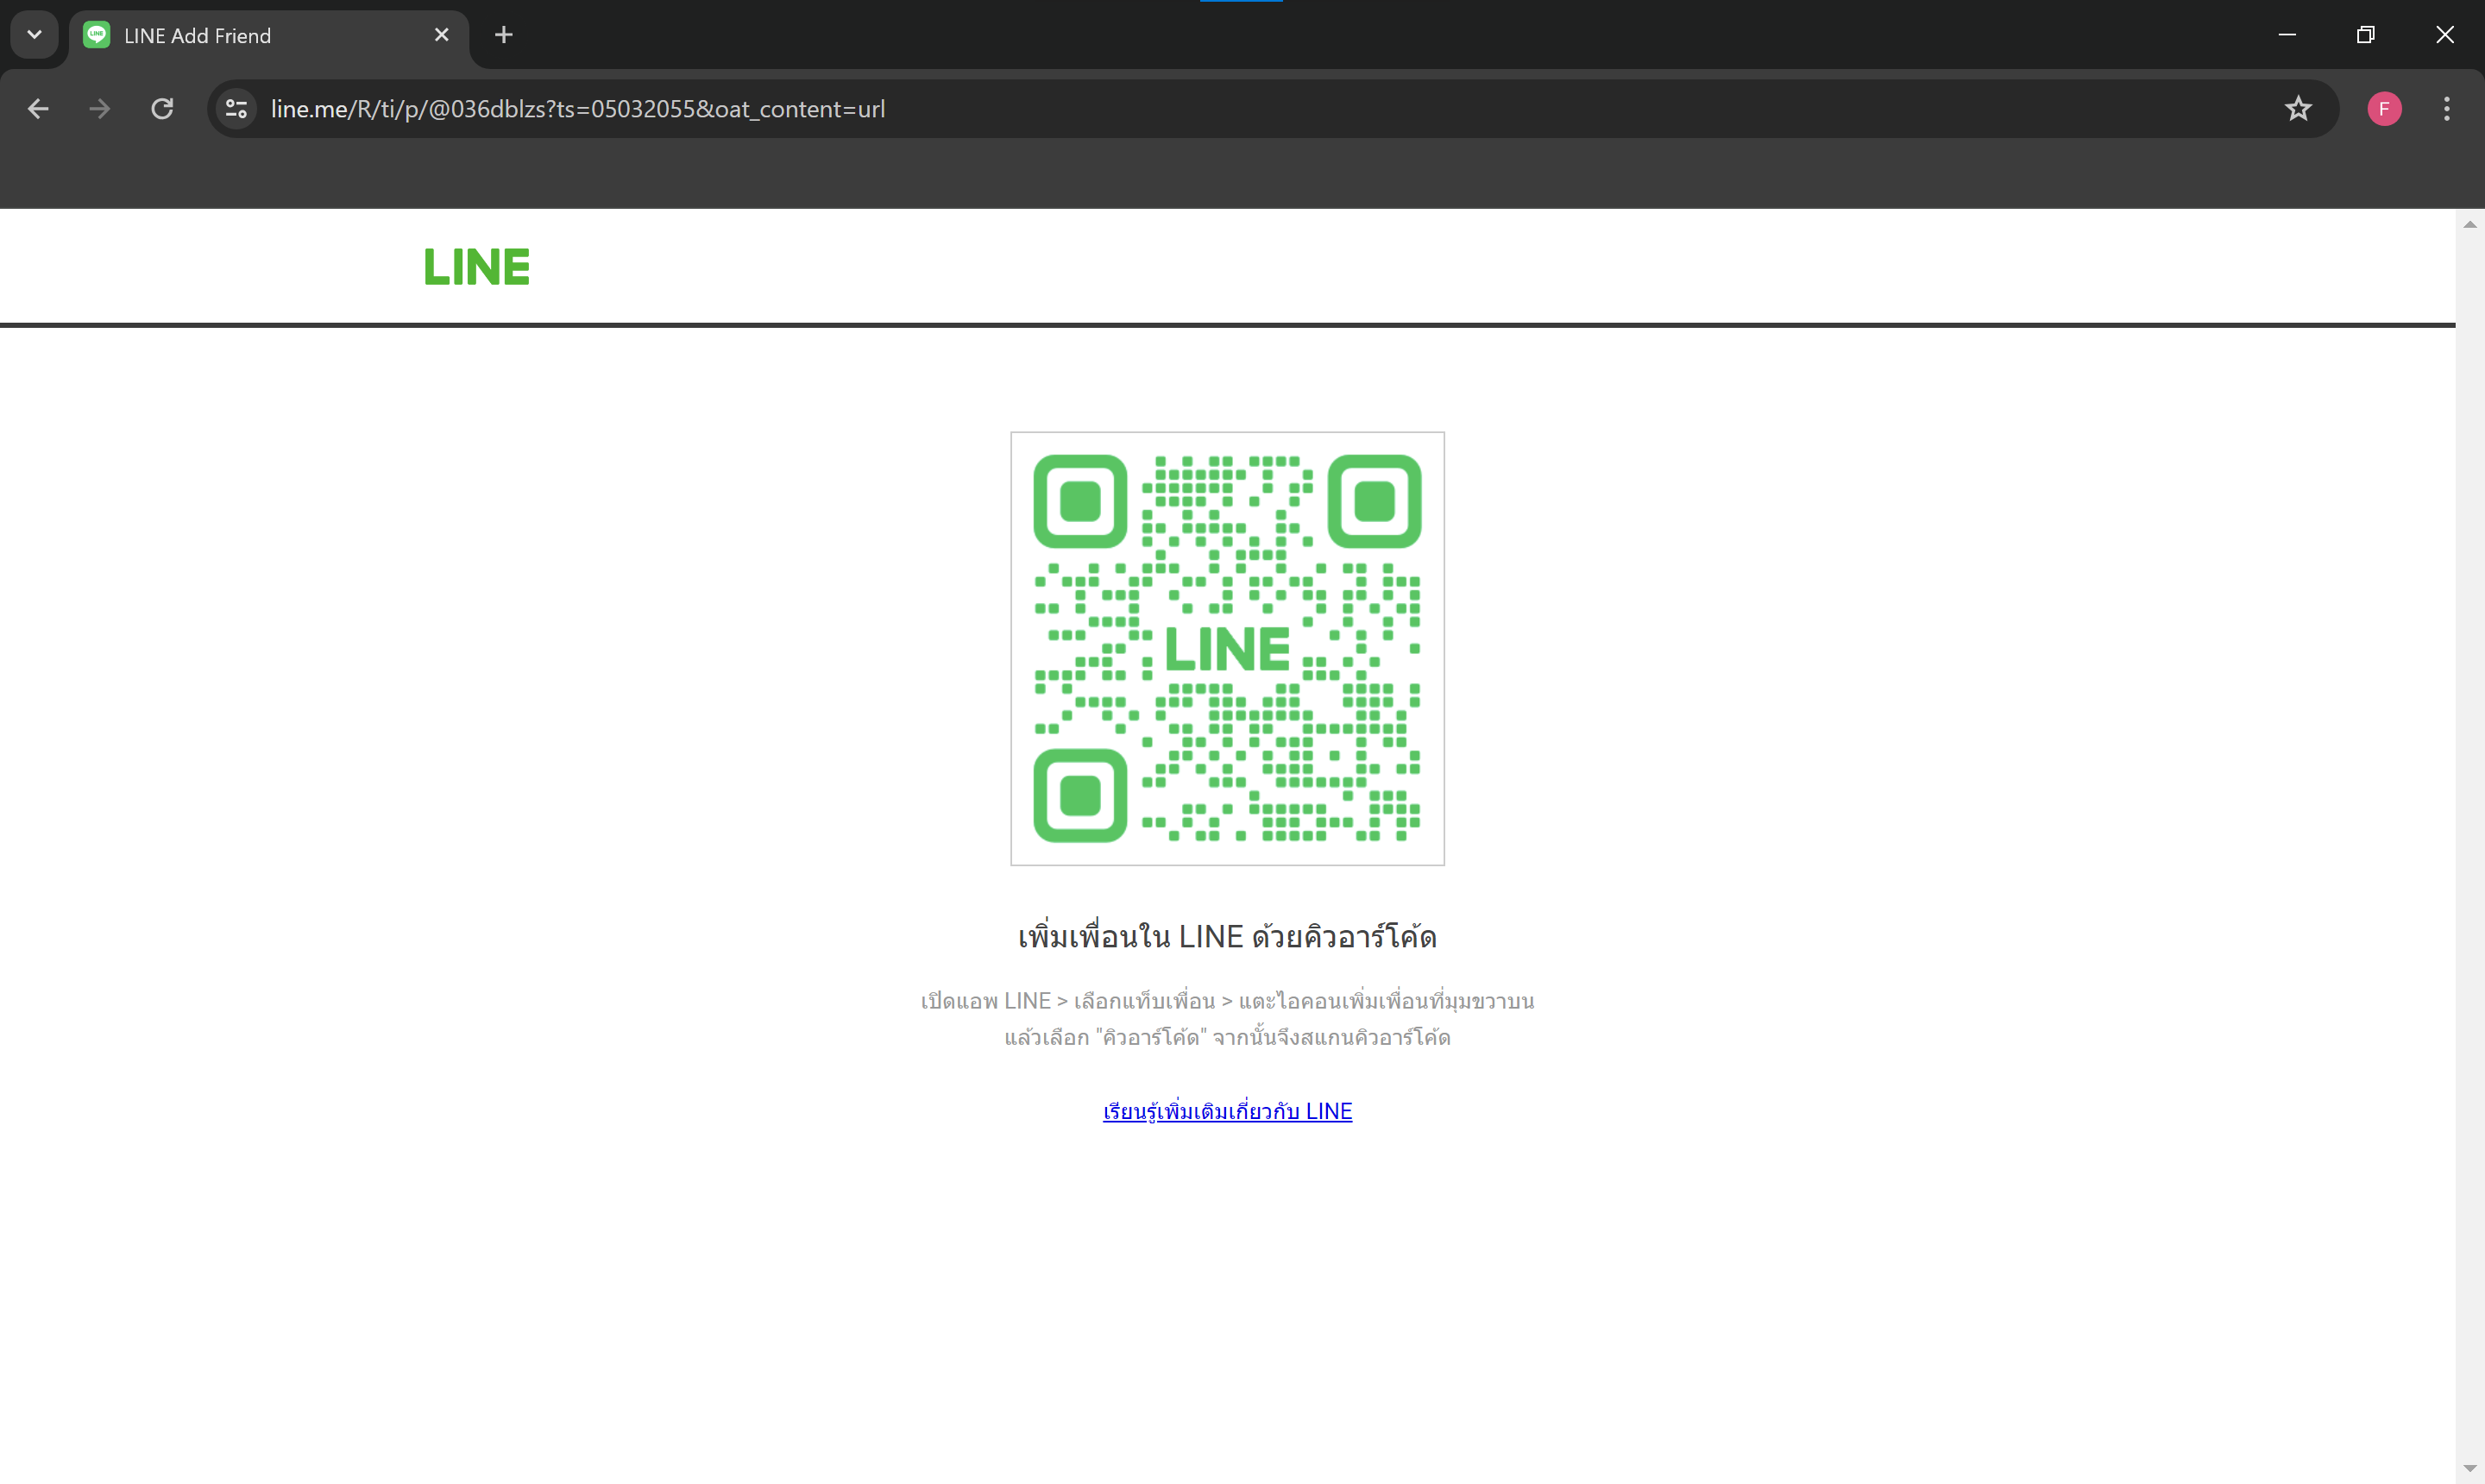 LINE Add Friend
line.me/R/ti/p/@036dblzs?ts=05032055&oat_content=url
F
LINE
LINE
เพิ่มเพื่อนใน LINE ด้วยคิวอาร์โค้ด
เปิดแอพ LINE > เลือกแท็บเพื่อน > แตะไอคอนเพิ่มเพื่อนที่มุมขวาบน
แล้วเลือก "คิวอาร์โค้ด" จากนั้นจึงสแกนคิวอาร์โค้ด
เรียนรู้เพิ่มเติมเกี่ยวกับ LINE